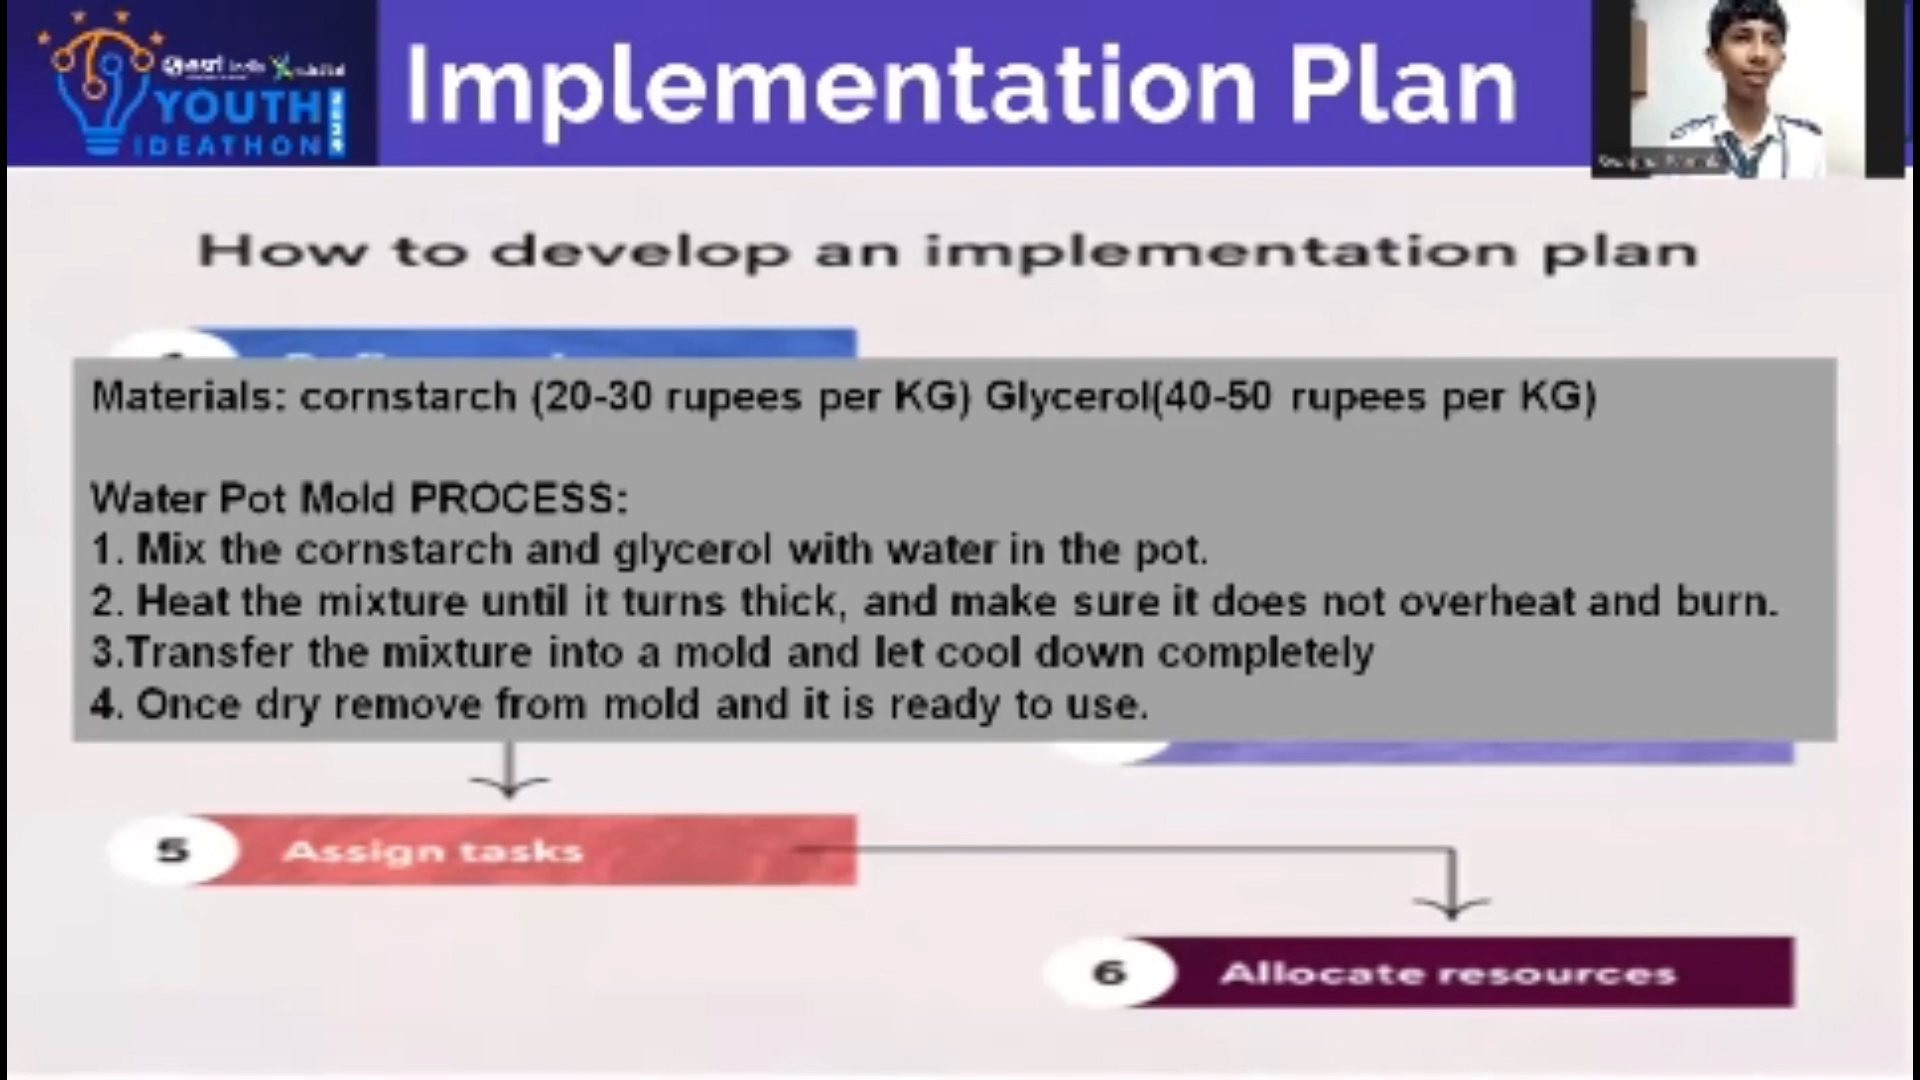 esri India
YOUTH
IDEATHON
Implementation Plan
How to develop an implementation plan
Materials: cornstarch (20-30 rupees per KG) Glycerol(40-50 rupees per KG)
Water Pot Mold PROCESS:
1. Mix the cornstarch and glycerol with water in the pot.
2. Heat the mixture until it turns thick, and make sure it does not overheat and burn.
3.Transfer the mixture into a mold and let cool down completely
4. Once dry remove from mold and it is ready to use.
5 Assign tasks
6 Allocate resources